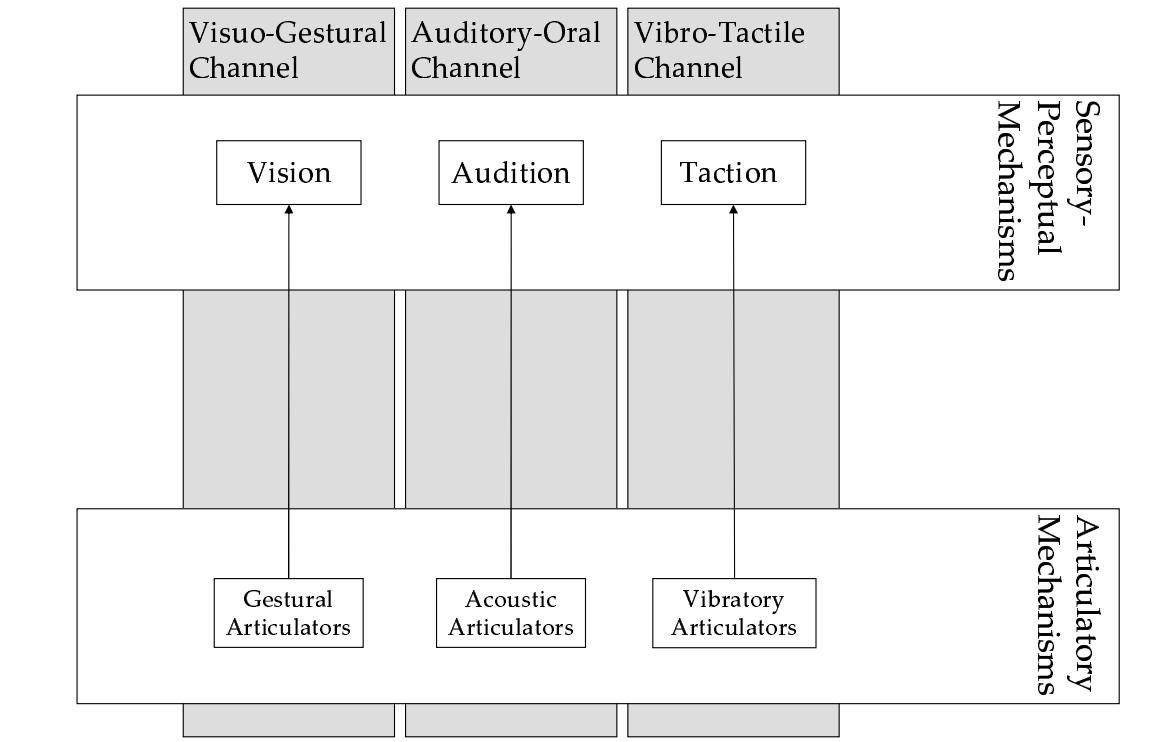 Visuo-Gestural
Channel
Auditory-Oral
Channel
Vibro-Tactile
Channel
Sensory-
Perceptual
Mechanisms
Vision
Audition
Taction
Articulatory
Mechanisms
Gestural
Articulators
Acoustic
Articulators
Vibratory
Articulators